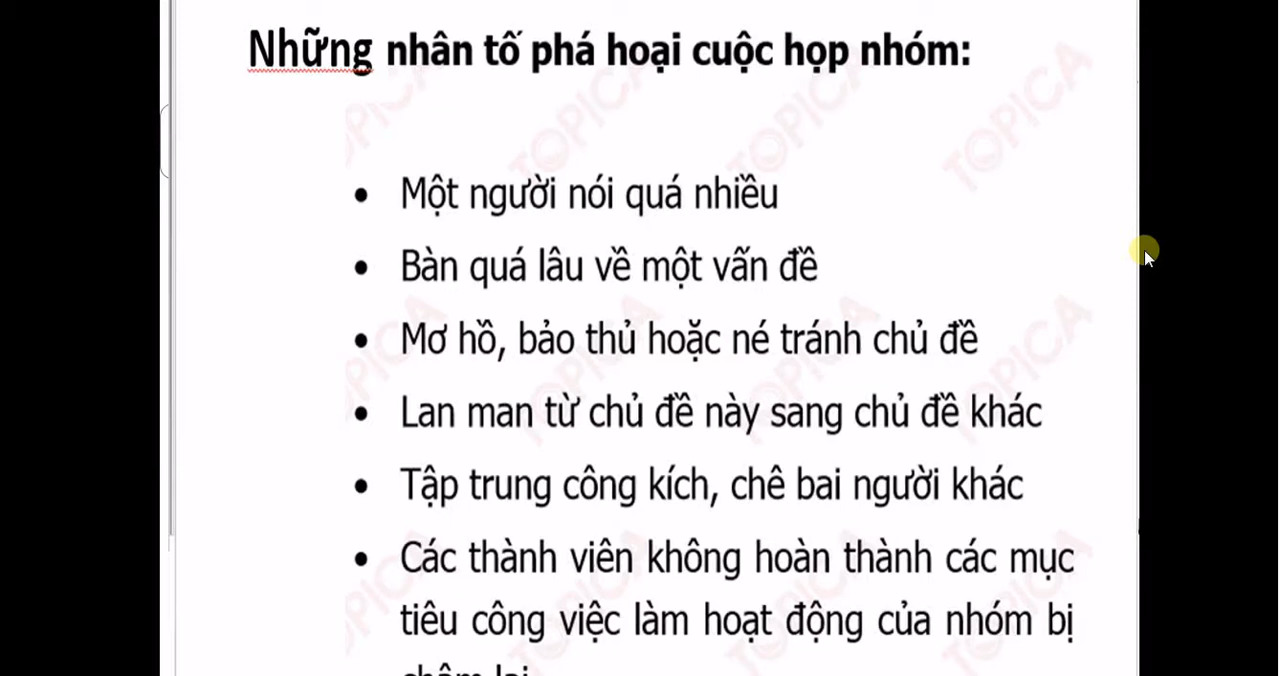 Những nhân tố phá hoại cuộc họp nhóm:
• Một người nói quá nhiều
• Bàn quá lâu về một vấn đề
• Mơ hồ, bảo thủ hoặc né tránh chủ đề
• Lan man từ chủ đề này sang chủ đề khác
• Tập trung công kích, chê bai người khác
• Các thành viên không hoàn thành các mục
tiêu công việc làm hoạt động của nhóm bị